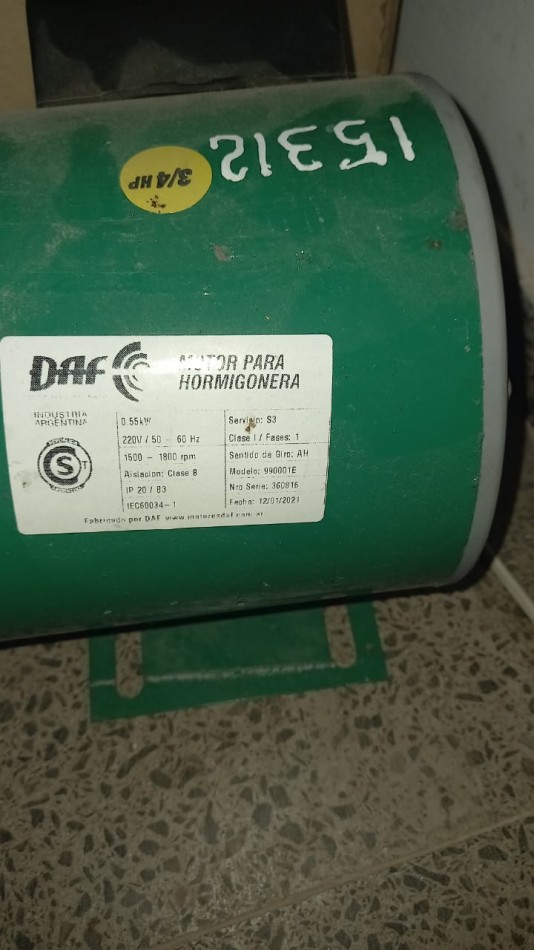 15312
3/4 HP
DAF
MOTOR PARA
HORMIGONERA
INDUSTRIA
ARGENTINA
S
0.55kW
220V / 50 60 Hz
1500 - 1800 rpm
Aislacion: Clase B
IP 20 / B3
IEC60034-1
Servicio: S3
Clase I / Fases: 1
Sentido de Giro: AH
Modelo: 990001E
Nro Serie: 360816
Fecha: 12/01/2021
Fabricado por DAF www.motoresdaf.com.ar